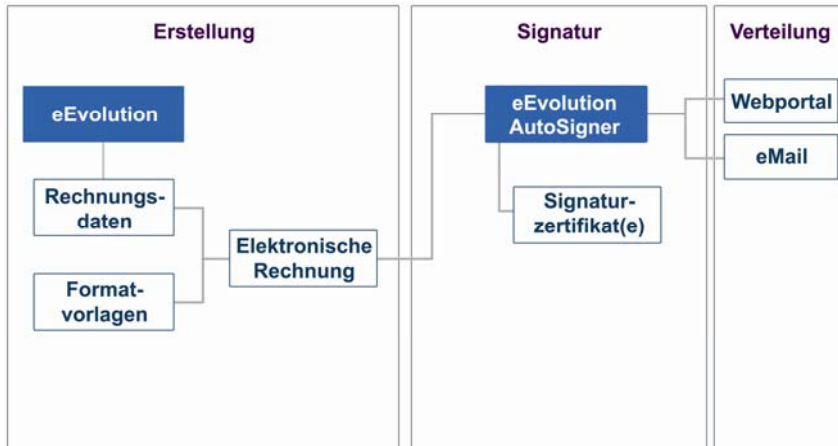 Erstellung
eEvolution
Rechnungs-
daten
Format-
vorlagen
Elektronische
Rechnung
Signatur
eEvolution
AutoSigner
Signatur-
zertifikat(e)
Verteilung
Webportal
eMail